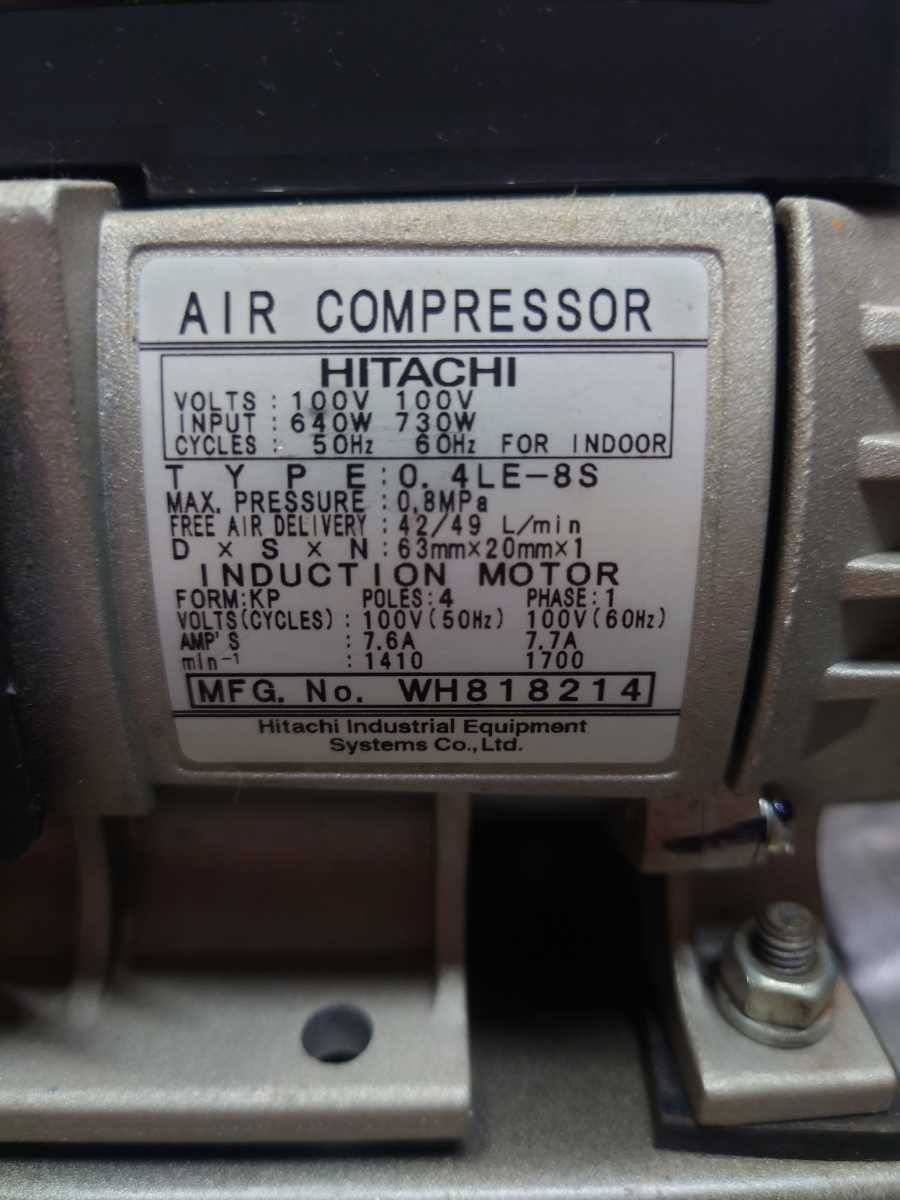 AIR COMPRESSOR
HITACHI
VOLTS : 100V 100V
INPUT : 640W 730W
CYCLES : 50Hz 60Hz FOR INDOOR
TYPE : 0.4LE-8S
MAX. PRESSURE : 0.8MPa
FREE AIR DELIVERY : 42/49 L/min
D × S × N : 63mm×20mm×1
INDUCTION MOTOR
FORM:KP POLES:4 PHASE:1
VOLTS(CYCLES) : 100V(50Hz) 100V(60Hz)
AMP'S : 7.6A 7.7A
min-1 : 1410 1700
MFG. No. WH818214
Hitachi Industrial Equipment
Systems Co.,Ltd.